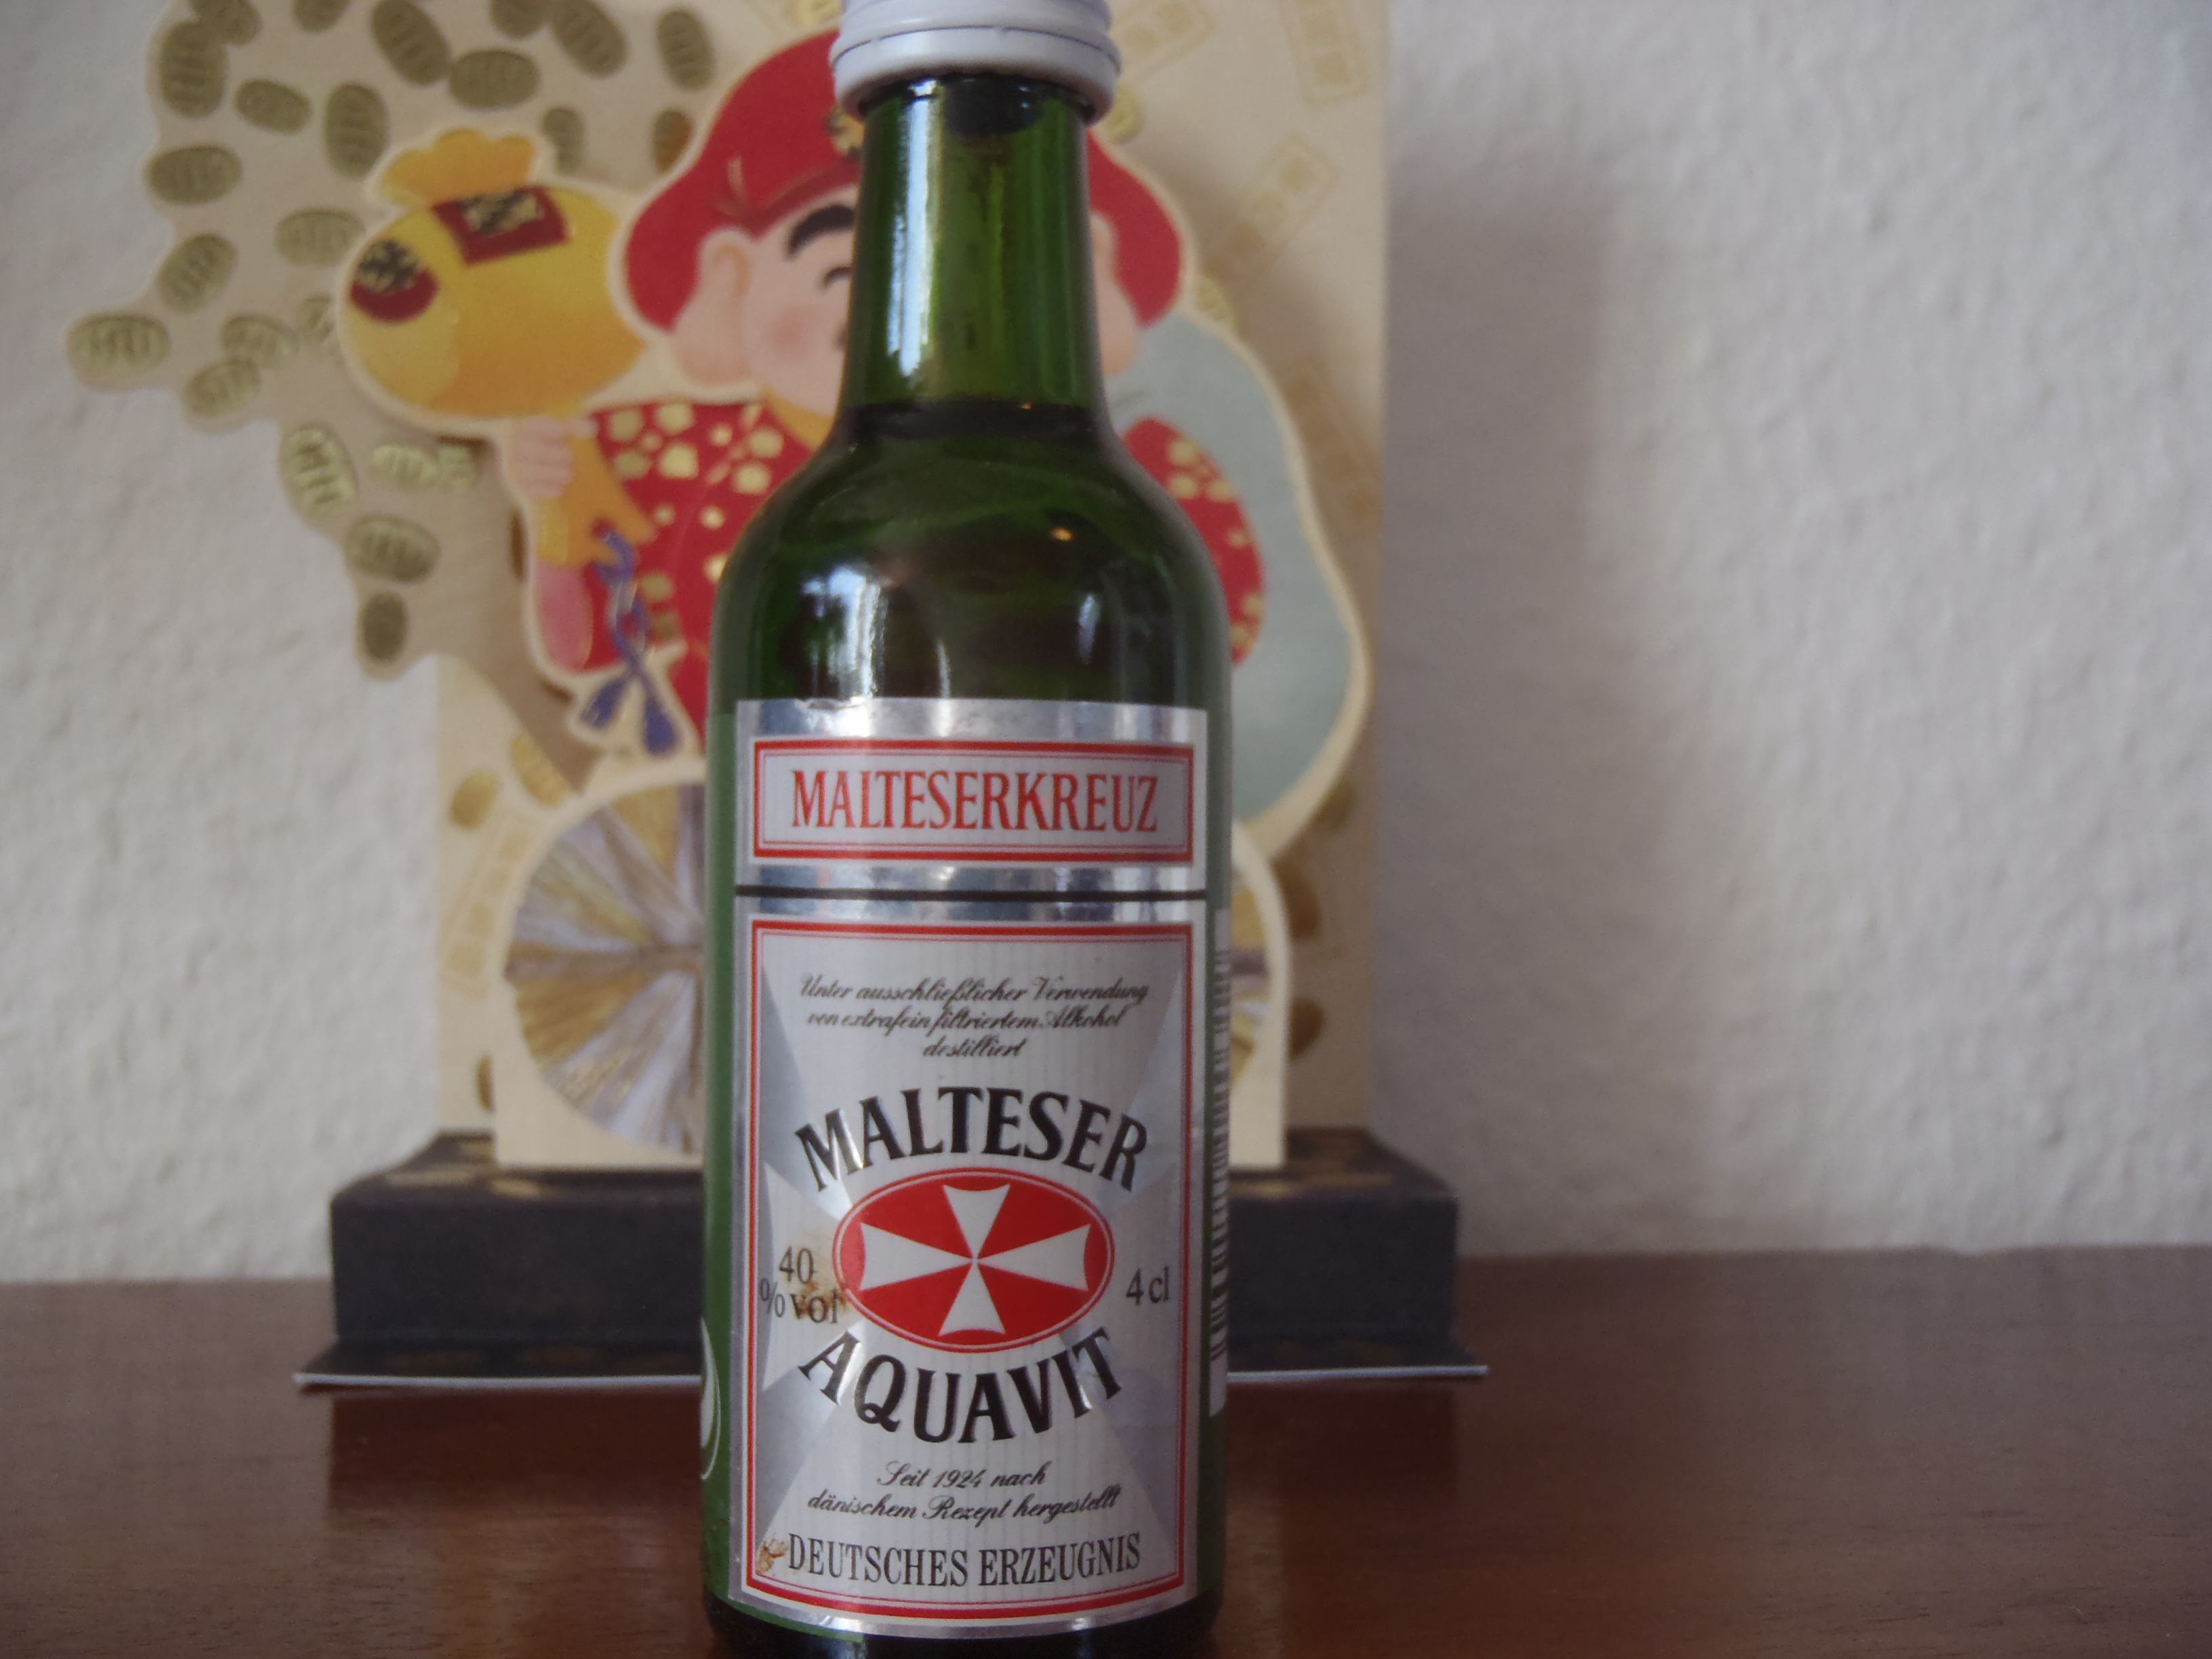 MALTESERKREUZ
Unter ausschließlicher Verwendung
von extrafein filtriertem Alkohol
destilliert
MALTESER
40
%vol
4 cl
AQUAVIT
Seit 1924 nach
dänischem Rezept hergestellt
DEUTSCHES ERZEUGNIS